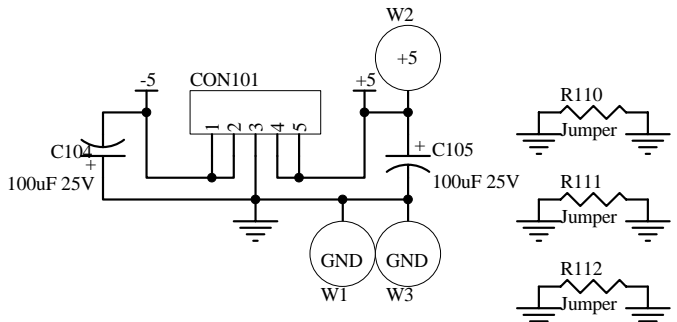 W2
+5
-5
CON101
+5
1
2
3
4
5
C104
+
100uF 25V
+
C105
100uF 25V
GND
GND
W1
W3
R110
Jumper
R111
Jumper
R112
Jumper